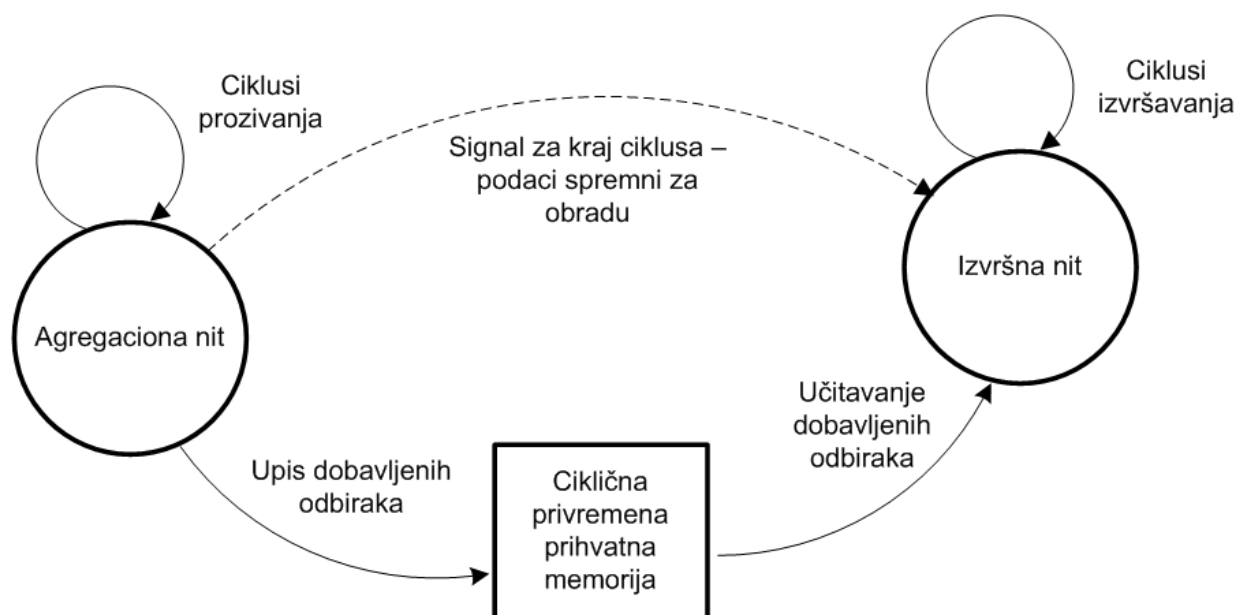 Ciklusi
prozivanja
Ciklusi
izvršavanja
Signal za kraj ciklusa –
podaci spremni za
obradu
Agregaciona nit
Izvršna nit
Upis dobavljenih
odbiraka
Učitavanje
dobavljenih
odbiraka
Ciklična
privremena
prihvatna
memorija